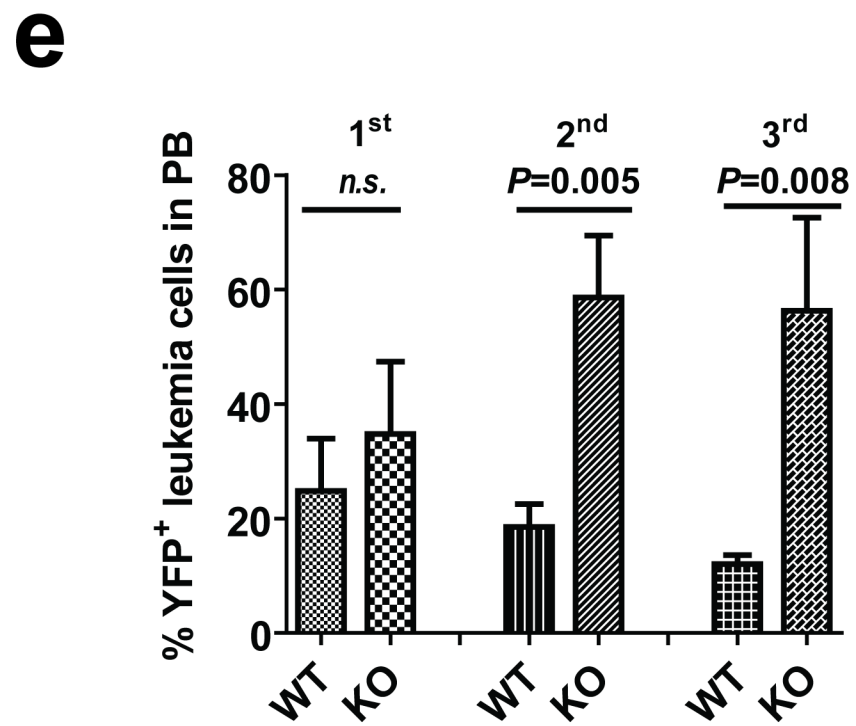 e
1st 2nd 3rd
n.s. P=0.005 P=0.008
% YFP+ leukemia cells in PB
80
60
40
20
0
WT KO WT KO WT KO